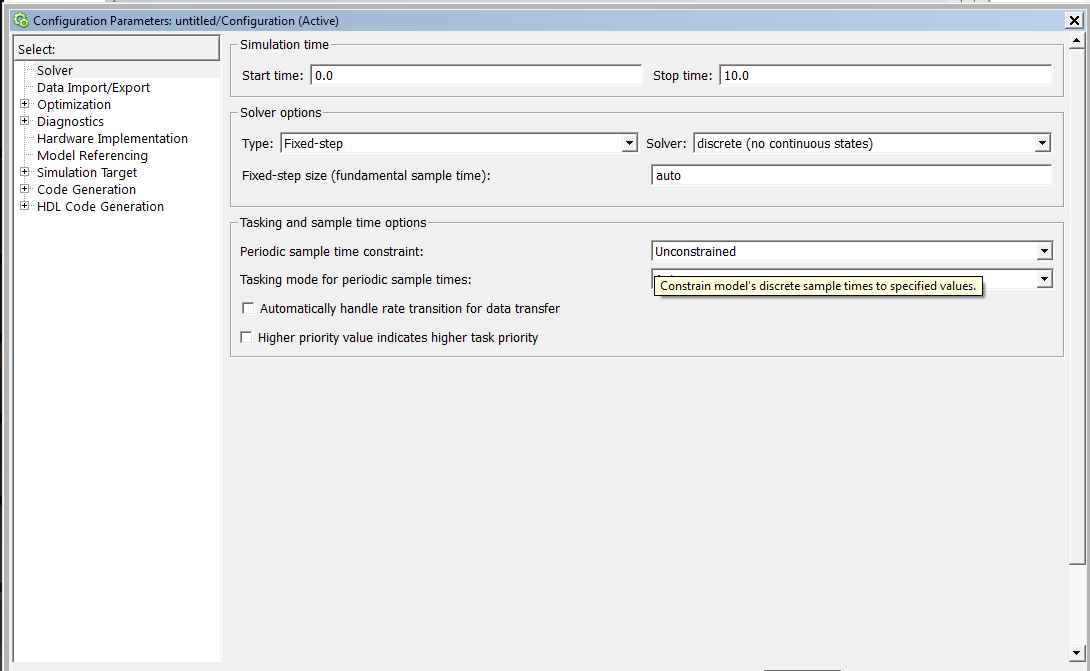 Configuration Parameters: untitled/Configuration (Active)
Select:
Solver
Data Import/Export
Optimization
Diagnostics
Hardware Implementation
Model Referencing
Simulation Target
Code Generation
HDL Code Generation
Simulation time
Start time: 0.0 Stop time: 10.0
Solver options
Type: Fixed-step Solver: discrete (no continuous states)
Fixed-step size (fundamental sample time): auto
Tasking and sample time options
Periodic sample time constraint: Unconstrained
Tasking mode for periodic sample times:
Constrain model's discrete sample times to specified values.
Automatically handle rate transition for data transfer
Higher priority value indicates higher task priority